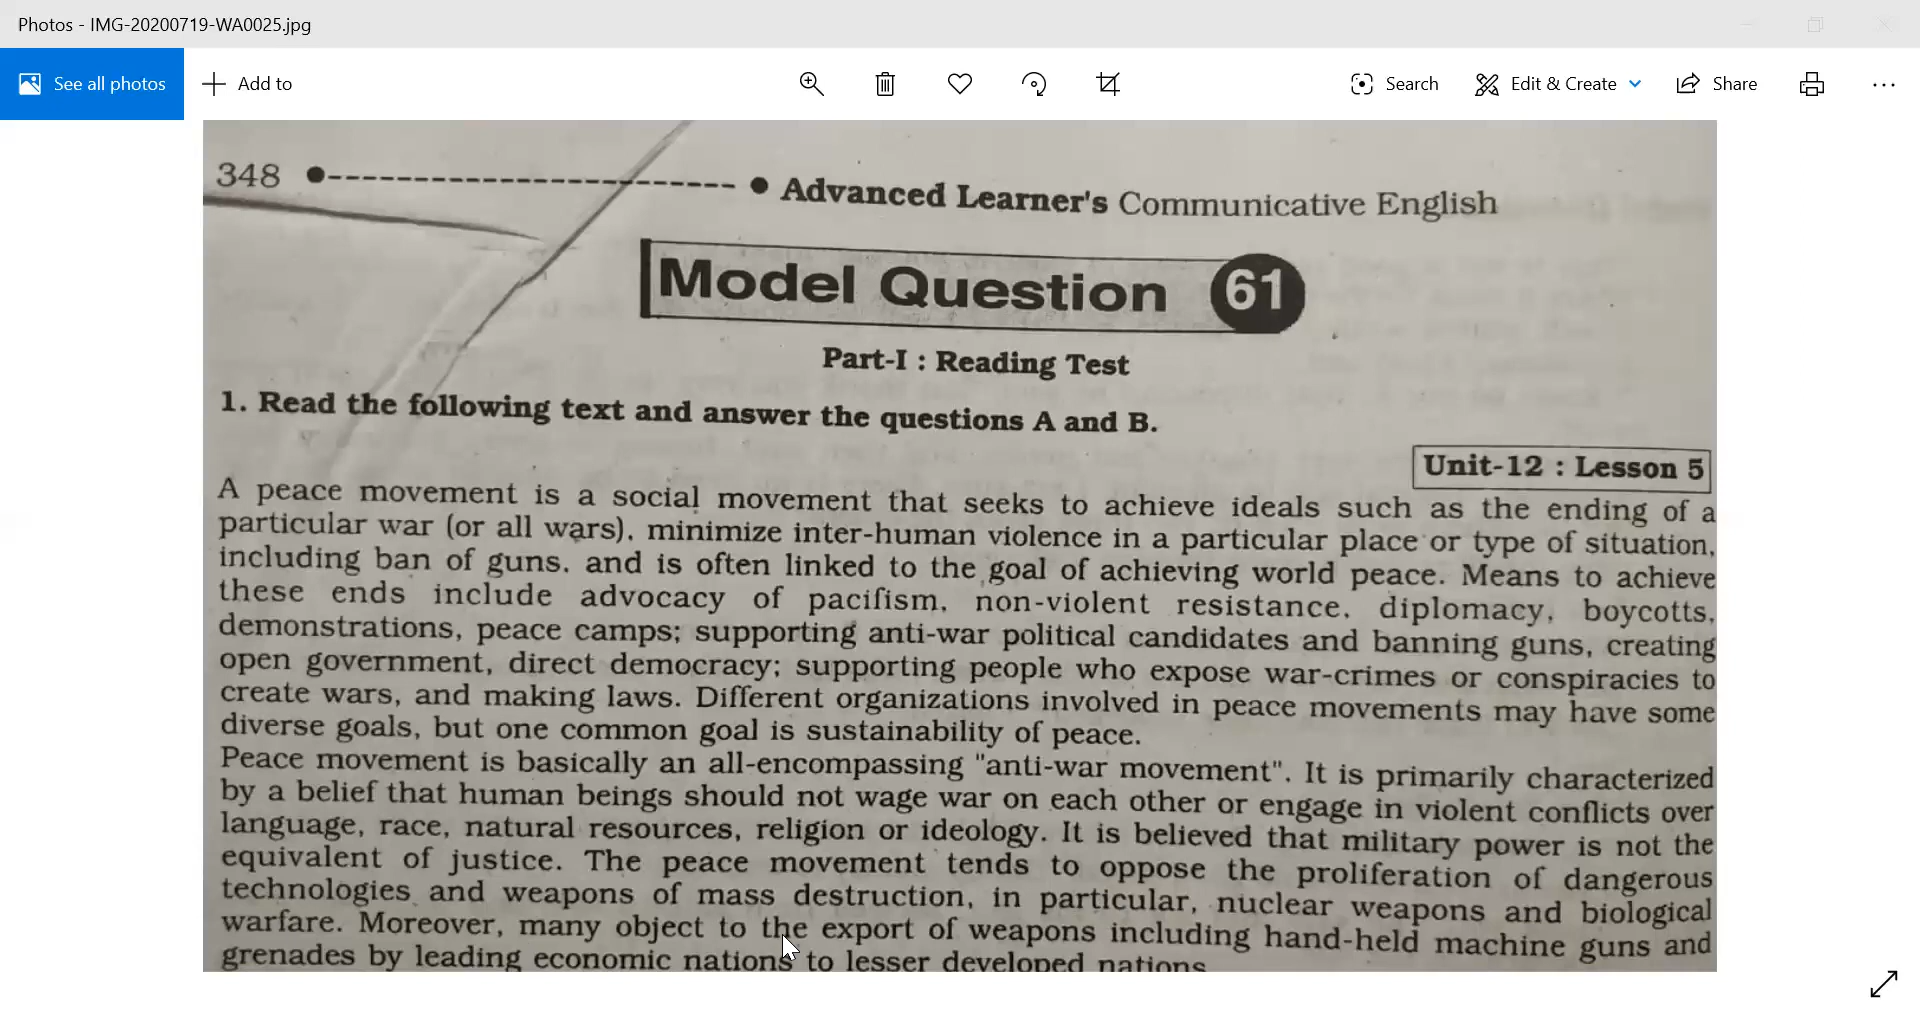 Photos - IMG-20200719-WA0025.jpg
See all photos
Add to
Search
Edit & Create
Share
348
Advanced Learner's Communicative English
Model Question 61
Part-I : Reading Test
1. Read the following text and answer the questions A and B.
Unit-12 : Lesson 5
A peace movement is a social movement that seeks to achieve ideals such as the ending of a
particular war (or all wars), minimize inter-human violence in a particular place or type of situation,
including ban of guns, and is often linked to the goal of achieving world peace. Means to achieve
these ends include advocacy of pacifism, non-violent resistance, diplomacy, boycotts,
demonstrations, peace camps; supporting anti-war political candidates and banning guns, creating
open government, direct democracy; supporting people who expose war-crimes or conspiracies to
create wars, and making laws. Different organizations involved in peace movements may have some
diverse goals, but one common goal is sustainability of peace.
Peace movement is basically an all-encompassing "anti-war movement". It is primarily characterized
by a belief that human beings should not wage war on each other or engage in violent conflicts over
language, race, natural resources, religion or ideology. It is believed that military power is not the
equivalent of justice. The peace movement tends to oppose the proliferation of dangerous
technologies and weapons of mass destruction, in particular, nuclear weapons and biological
warfare. Moreover, many object to the export of weapons including hand-held machine guns and
grenades by leading economic nations to lesser developed nations.